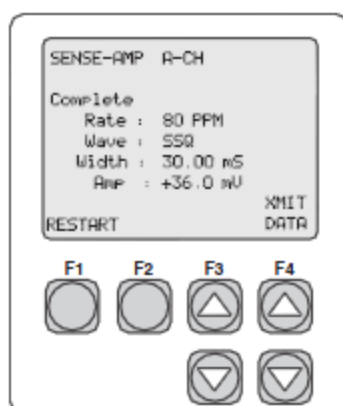 SENSE-AMP A-CH
Complete
Rate : 80 PPM
Wave : SSQ
Width : 30.00 mS
Amp : +36.0 mV
XMIT
RESTART DATA
F1 F2 F3 F4